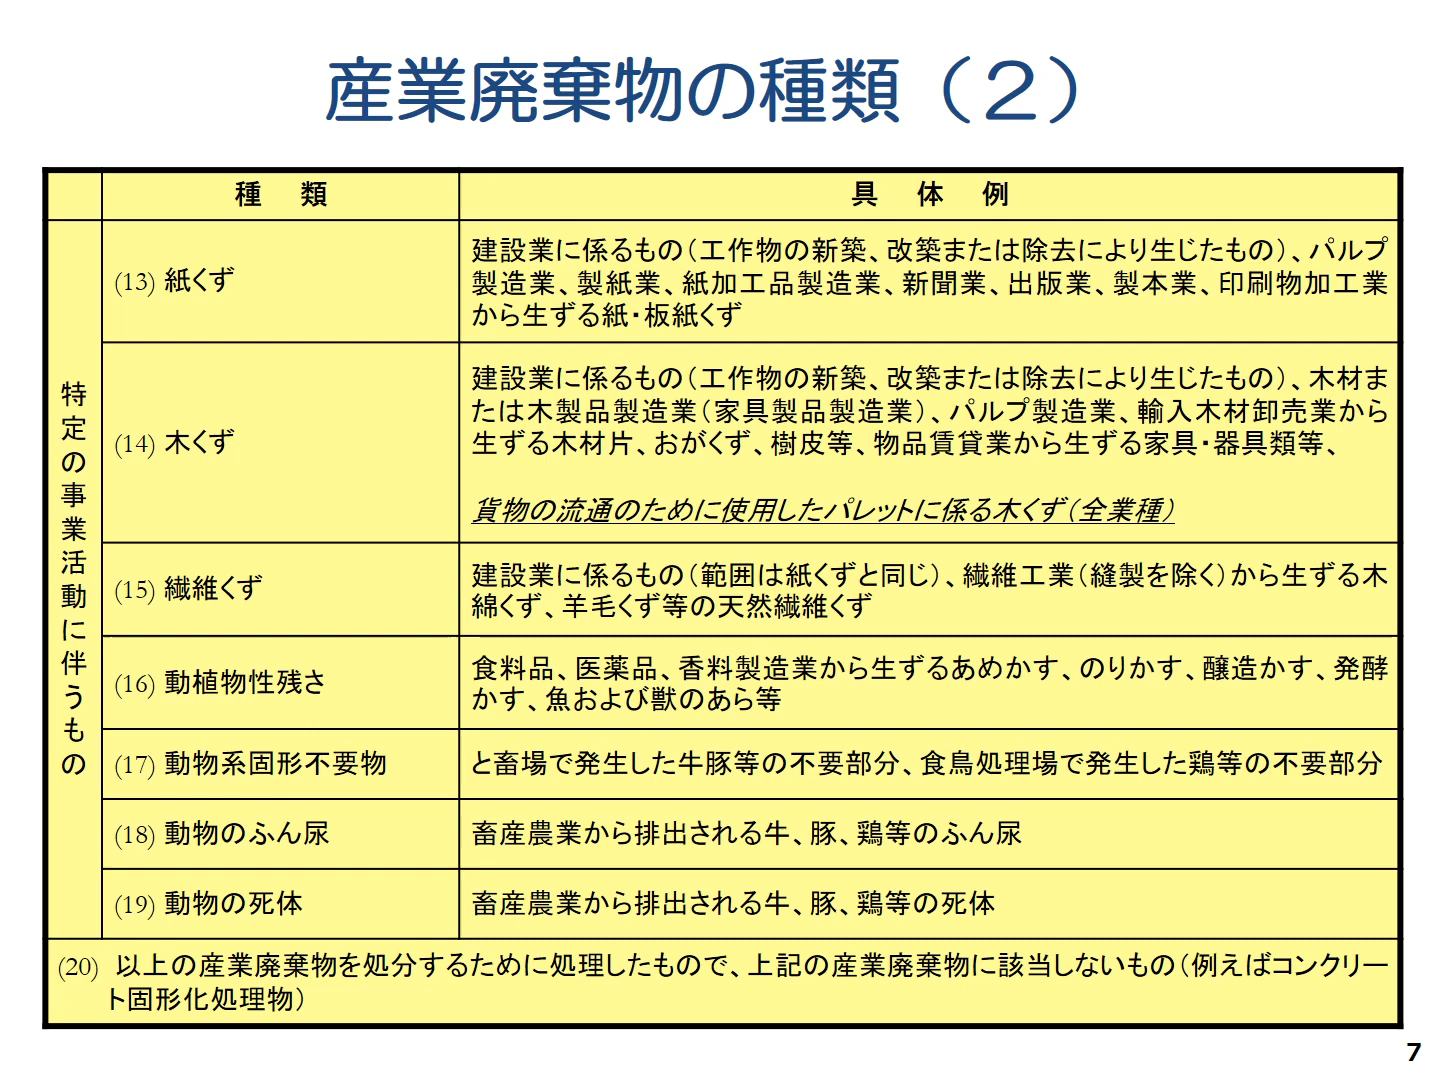 産業廃棄物の種類（２）
種　類
具　体　例
特定の事業活動に伴うもの
(13) 紙くず
建設業に係るもの（工作物の新築、改築または除去により生じたもの）、パルプ
製造業、製紙業、紙加工品製造業、新聞業、出版業、製本業、印刷物加工業
から生ずる紙・板紙くず
(14) 木くず
建設業に係るもの（工作物の新築、改築または除去により生じたもの）、木材ま
たは木製品製造業（家具製品製造業）、パルプ製造業、輸入木材卸売業から
生ずる木材片、おがくず、樹皮等、物品賃貸業から生ずる家具・器具類等、
貨物の流通のために使用したパレットに係る木くず（全業種）
(15) 繊維くず
建設業に係るもの（範囲は紙くずと同じ）、繊維工業（縫製を除く）から生ずる木
綿くず、羊毛くず等の天然繊維くず
(16) 動植物性残さ
食料品、医薬品、香料製造業から生ずるあめかす、のりかす、醸造かす、発酵
かす、魚および獣のあら等
(17) 動物系固形不要物
と畜場で発生した牛豚等の不要部分、食鳥処理場で発生した鶏等の不要部分
(18) 動物のふん尿
畜産農業から排出される牛、豚、鶏等のふん尿
(19) 動物の死体
畜産農業から排出される牛、豚、鶏等の死体
(20) 以上の産業廃棄物を処分するために処理したもので、上記の産業廃棄物に該当しないもの（例えばコンクリー
ト固形化処理物）
7